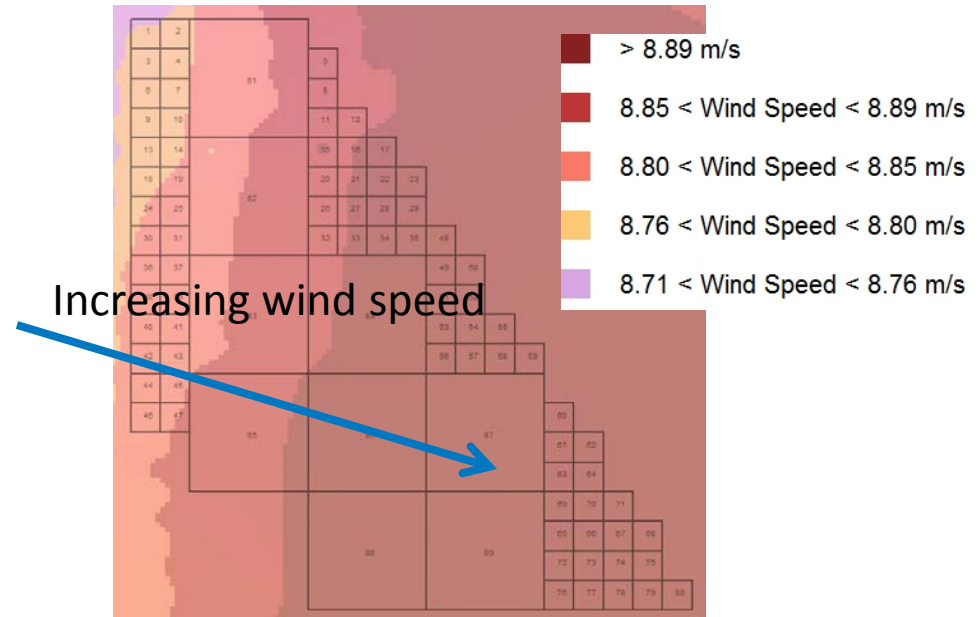 1 2
3 4 5
81
6 7 8
9 10 11 12
13 14 15 16 17
18 19 20 21 22 23
82
24 25 26 27 28 29
30 31 32 33 34 35 48
36 37 49 50
Increasing wind speed
40 41 53 54 55
42 43 56 57 58 59
44 45
46 47 60
85 87
61 62
63 64
69 70 71
65 66 67 68
88 89
72 73 74 75
76 77 78 79 80
> 8.89 m/s
8.85 < Wind Speed < 8.89 m/s
8.80 < Wind Speed < 8.85 m/s
8.76 < Wind Speed < 8.80 m/s
8.71 < Wind Speed < 8.76 m/s